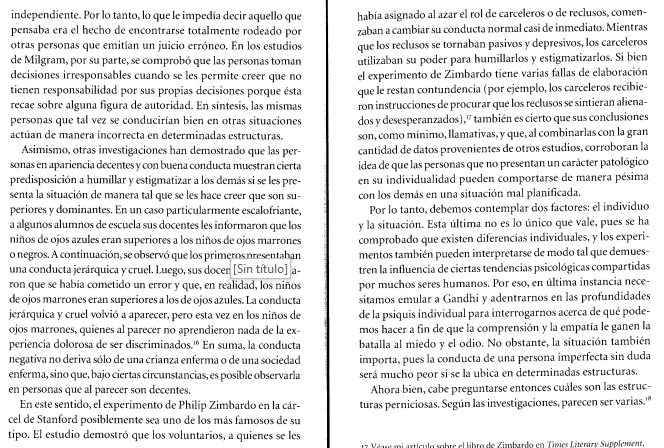 independiente. Por lo tanto, lo que le impedía decir aquello que
pensaba era el hecho de encontrarse totalmente rodeado por
otras personas que emitían un juicio erróneo. En los estudios
de Milgram, por su parte, se comprobó que las personas toman
decisiones irresponsables cuando se les permite creer que no
tienen responsabilidad por sus propias decisiones porque ésta
recae sobre alguna figura de autoridad. En síntesis, las mismas
personas que tal vez se conducirían bien en otras situaciones
actúan de manera incorrecta en determinadas estructuras.
Asimismo, otras investigaciones han demostrado que las per-
sonas en apariencia decentes y con buena conducta muestran cierta
predisposición a humillar y estigmatizar a los demás si se les pre-
senta la situación de manera tal que se les hace creer que son su-
periores y dominantes. En un caso particularmente escalofriante,
a algunos alumnos de escuela sus docentes les informaron que los
niños de ojos azules eran superiores a los niños de ojos marrones
o negros. A continuación, se observó que los primeros presentaban
una conducta jerárquica y cruel. Luego, sus docen [Sin título] a-
ron que se había cometido un error y que, en realidad, los niños
de ojos marrones eran superiores a los de ojos azules. La conducta
jerárquica y cruel volvió a aparecer, pero esta vez en los niños de
ojos marrones, quienes al parecer no aprendieron nada de la ex-
periencia dolorosa de ser discriminados.¹⁶ En suma, la conducta
negativa no deriva sólo de una crianza enferma o de una sociedad
enferma, sino que, bajo ciertas circunstancias, es posible observarla
en personas que al parecer son decentes.
En este sentido, el experimento de Philip Zimbardo en la cár-
cel de Stanford posiblemente sea uno de los más famosos de su
tipo. El estudio demostró que los voluntarios, a quienes se les
había asignado al azar el rol de carceleros o de reclusos, comen-
zaban a cambiar su conducta normal casi de inmediato. Mientras
que los reclusos se tornaban pasivos y depresivos, los carceleros
utilizaban su poder para humillarlos y estigmatizarlos. Si bien
el experimento de Zimbardo tiene varias fallas de elaboración
que le restan contundencia (por ejemplo, los carceleros recibie-
ron instrucciones de procurar que los reclusos se sintieran aliena-
dos y desesperanzados),¹⁷ también es cierto que sus conclusiones
son, como mínimo, llamativas, y que, al combinarlas con la gran
cantidad de datos provenientes de otros estudios, corroboran la
idea de que las personas que no presentan un carácter patológico
en su individualidad pueden comportarse de manera pésima
con los demás en una situación mal planificada.
Por lo tanto, debemos contemplar dos factores: el individuo
y la situación. Esta última no es lo único que vale, pues se ha
comprobado que existen diferencias individuales, y los experi-
mentos también pueden interpretarse de modo tal que demues-
tren la influencia de ciertas tendencias psicológicas compartidas
por muchos seres humanos. Por eso, en última instancia nece-
sitamos emular a Gandhi y adentrarnos en las profundidades
de la psiquis individual para interrogarnos acerca de qué pode-
mos hacer a fin de que la comprensión y la empatía le ganen la
batalla al miedo y el odio. No obstante, la situación también
importa, pues la conducta de una persona imperfecta sin duda
será mucho peor si se la ubica en determinadas estructuras.
Ahora bien, cabe preguntarse entonces cuáles son las estruc-
turas perniciosas. Según las investigaciones, parecen ser varias.¹⁸
17 Véase mi artículo sobre el libro de Zimbardo en Times Literary Supplement,